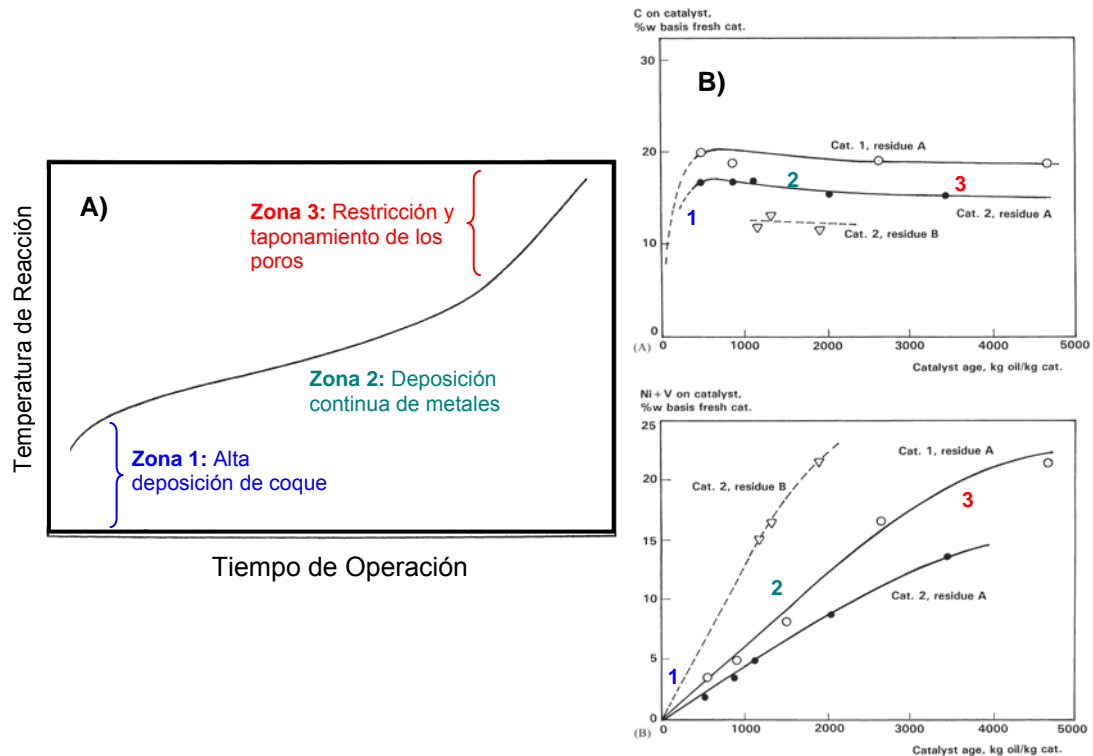 A)
Zona 3: Restricción y
taponamiento de los
poros
Zona 2: Deposición
continua de metales
Zona 1: Alta
deposición de coque
Temperatura de Reacción
Tiempo de Operación
C on catalyst,
%w basis fresh cat.
B)
30
20
10
0
Cat. 1, residue A
2
3
1
Cat. 2, residue A
Cat. 2, residue B
0 1000 2000 3000 4000 5000
(A)
Catalyst age, kg oil/kg cat.
Ni + V on catalyst,
%w basis fresh cat.
25
20
15
10
5
0
Cat. 1, residue A
Cat. 2, residue B
3
2
Cat. 2, residue A
1
0 1000 2000 3000 4000 5000
(B)
Catalyst age, kg oil/kg cat.